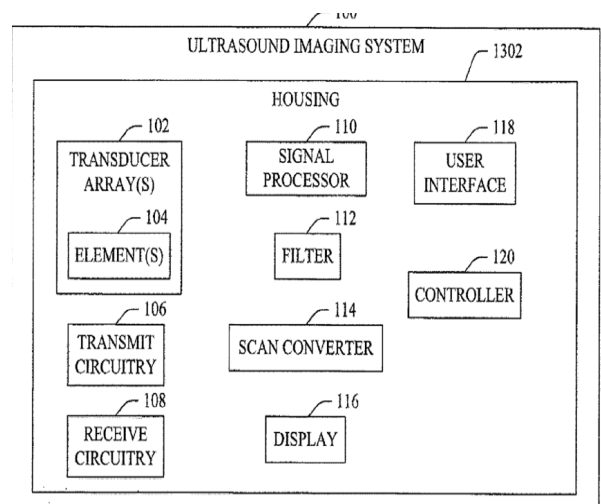 100
ULTRASOUND IMAGING SYSTEM
1302
HOUSING
102
TRANSDUCER
ARRAY(S)
104
ELEMENT(S)
106
TRANSMIT
CIRCUITRY
108
RECEIVE
CIRCUITRY
110
SIGNAL
PROCESSOR
112
FILTER
114
SCAN CONVERTER
116
DISPLAY
118
USER
INTERFACE
120
CONTROLLER